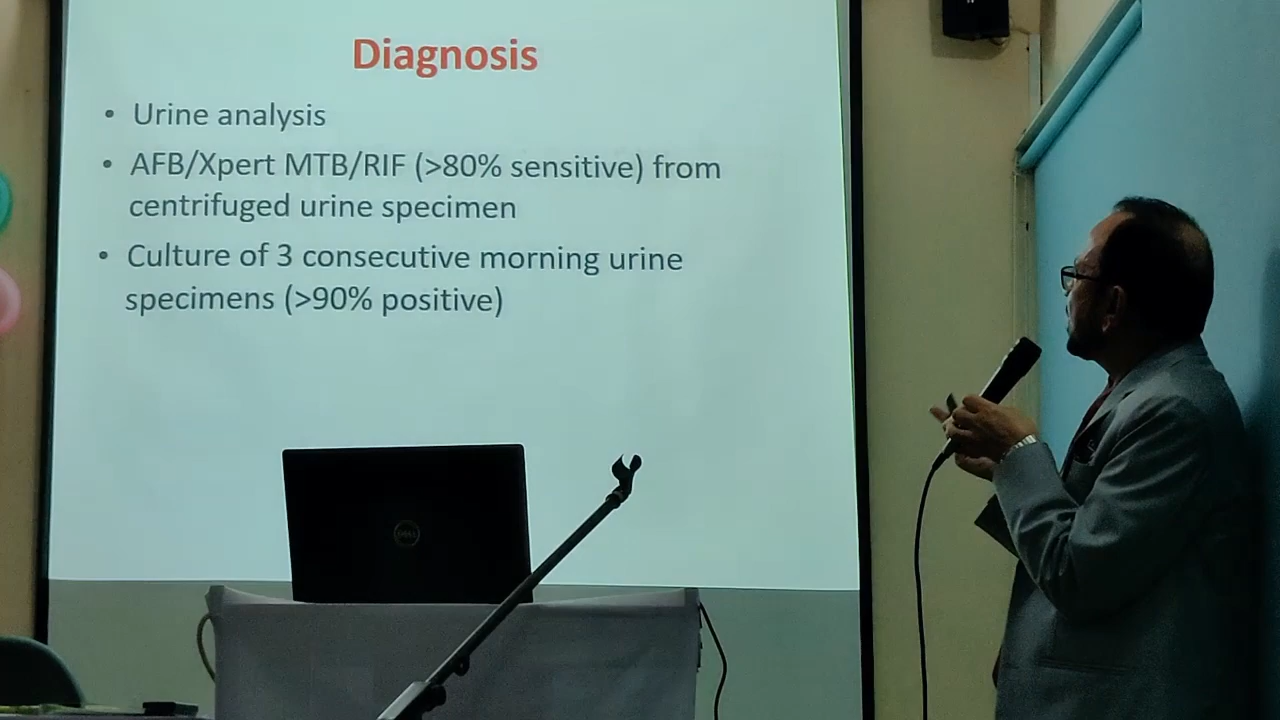 Diagnosis
• Urine analysis
• AFB/Xpert MTB/RIF (>80% sensitive) from
centrifuged urine specimen
• Culture of 3 consecutive morning urine
specimens (>90% positive)
DELL